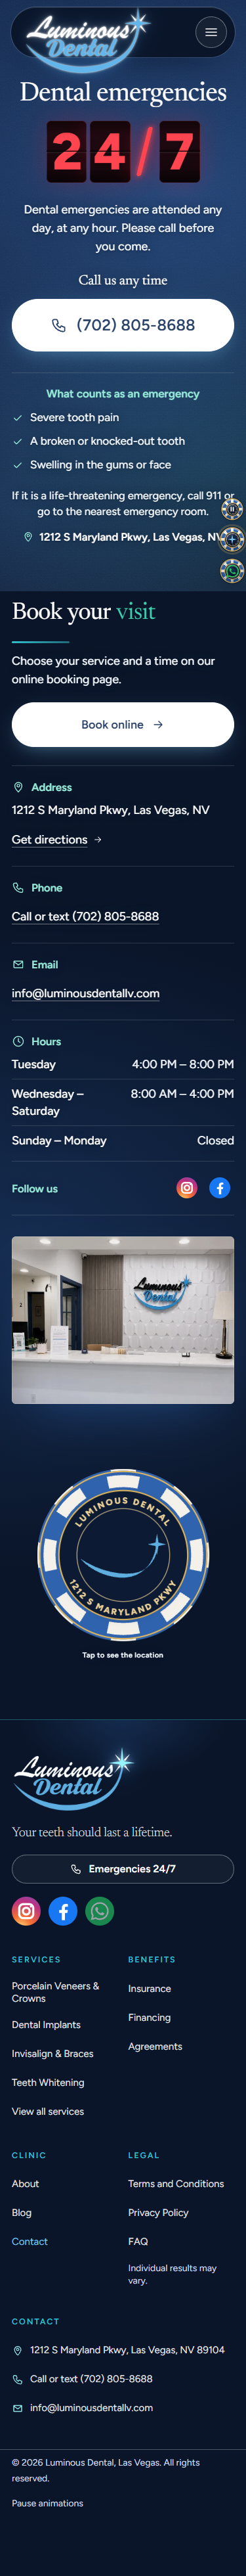 Luminous
Dental
Dental emergencies
24/7
Dental emergencies are attended any
day, at any hour. Please call before
you come.
Call us any time
(702) 805-8688
What counts as an emergency
Severe tooth pain
A broken or knocked-out tooth
Swelling in the gums or face
If it is a life-threatening emergency, call 911 or
go to the nearest emergency room.
1212 S Maryland Pkwy, Las Vegas, NV
Book your visit
Choose your service and a time on our
online booking page.
Book online →
Address
1212 S Maryland Pkwy, Las Vegas, NV
Get directions →
Phone
Call or text (702) 805-8688
Email
info@luminousdentallv.com
Hours
Tuesday 4:00 PM – 8:00 PM
Wednesday – 8:00 AM – 4:00 PM
Saturday
Sunday – Monday Closed
Follow us
Luminous
Dental
LUMINOUS DENTAL
1212 S MARYLAND PKWY
Tap to see the location
Luminous
Dental
Your teeth should last a lifetime.
Emergencies 24/7
SERVICES
Porcelain Veneers &
Crowns
Dental Implants
Invisalign & Braces
Teeth Whitening
View all services
BENEFITS
Insurance
Financing
Agreements
CLINIC
About
Blog
Contact
LEGAL
Terms and Conditions
Privacy Policy
FAQ
Individual results may
vary.
CONTACT
1212 S Maryland Pkwy, Las Vegas, NV 89104
Call or text (702) 805-8688
info@luminousdentallv.com
© 2026 Luminous Dental, Las Vegas. All rights
reserved.
Pause animations